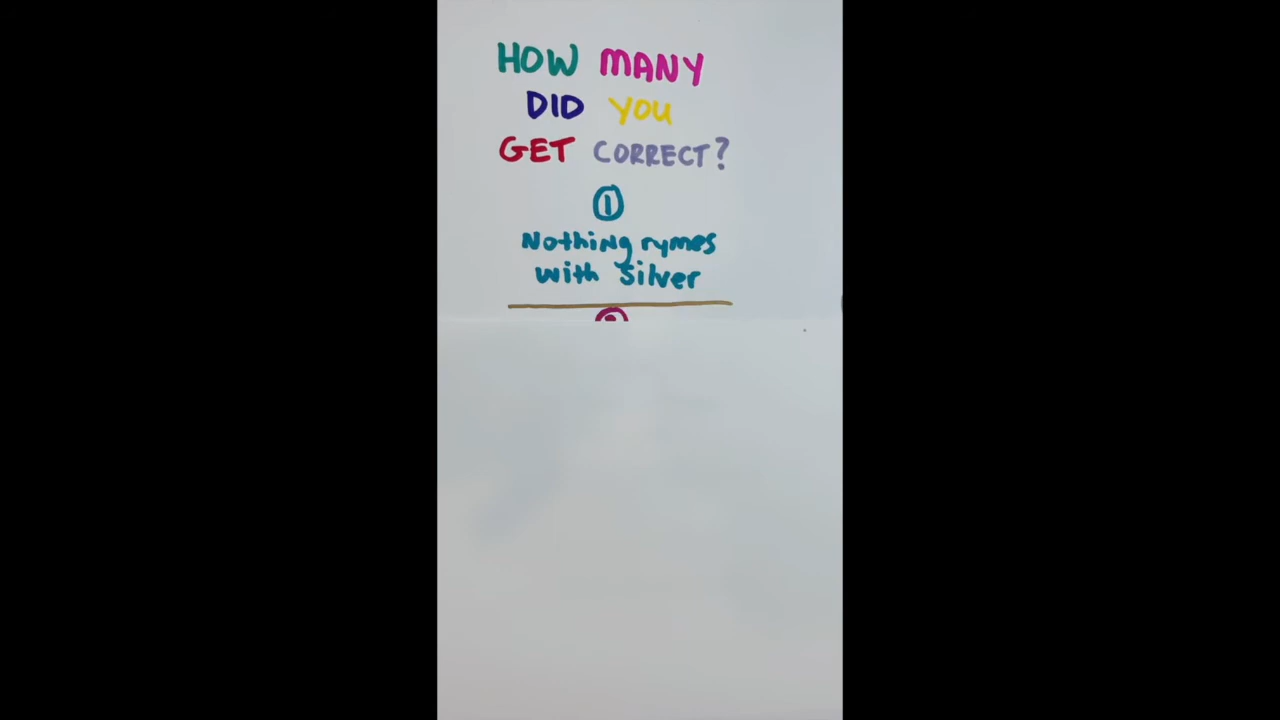 HOW MANY
DID YOU
GET CORRECT?
1
Nothing rymes
with Silver